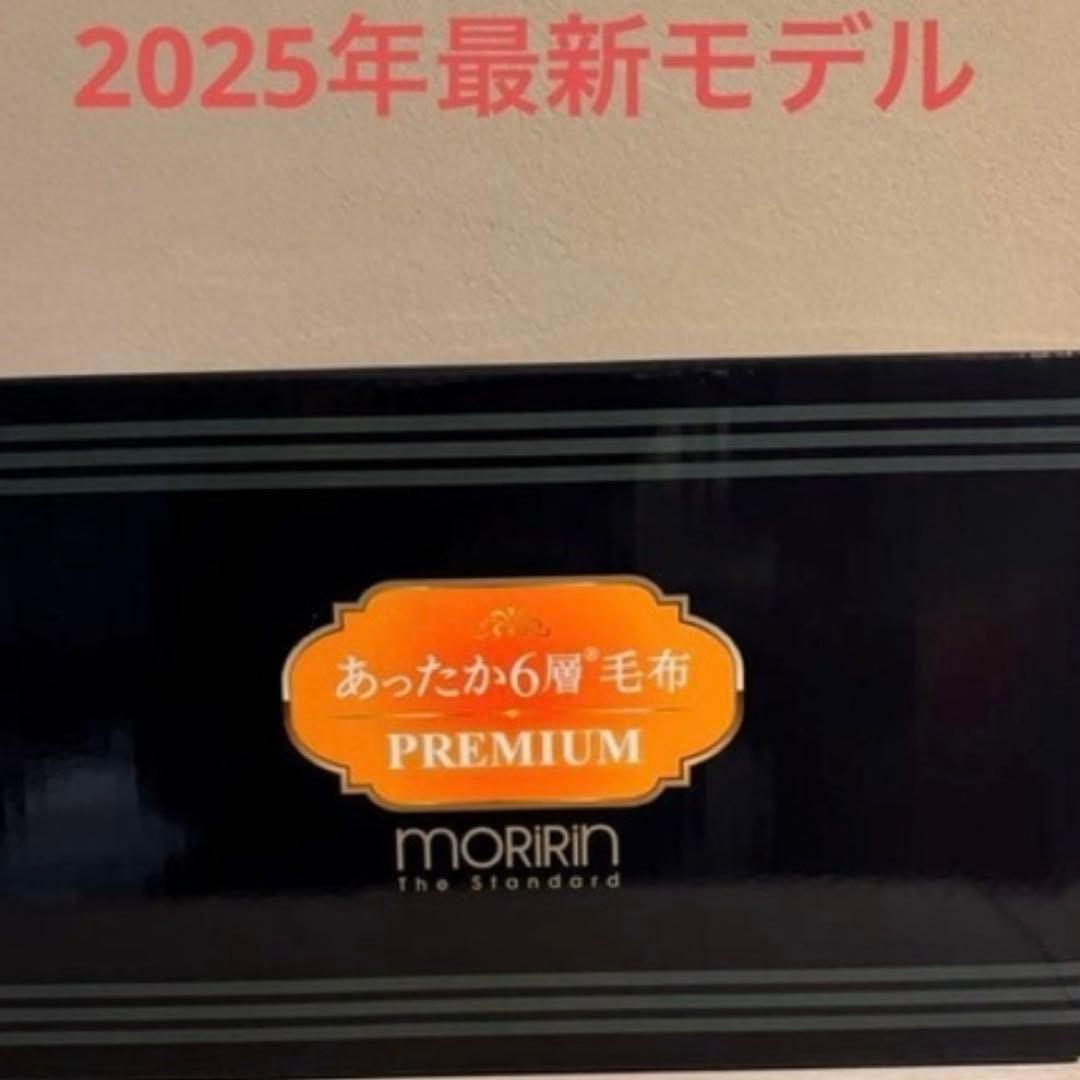 2025年最新モデル
あったか6層®毛布
PREMIUM
moRiRin
The Standard